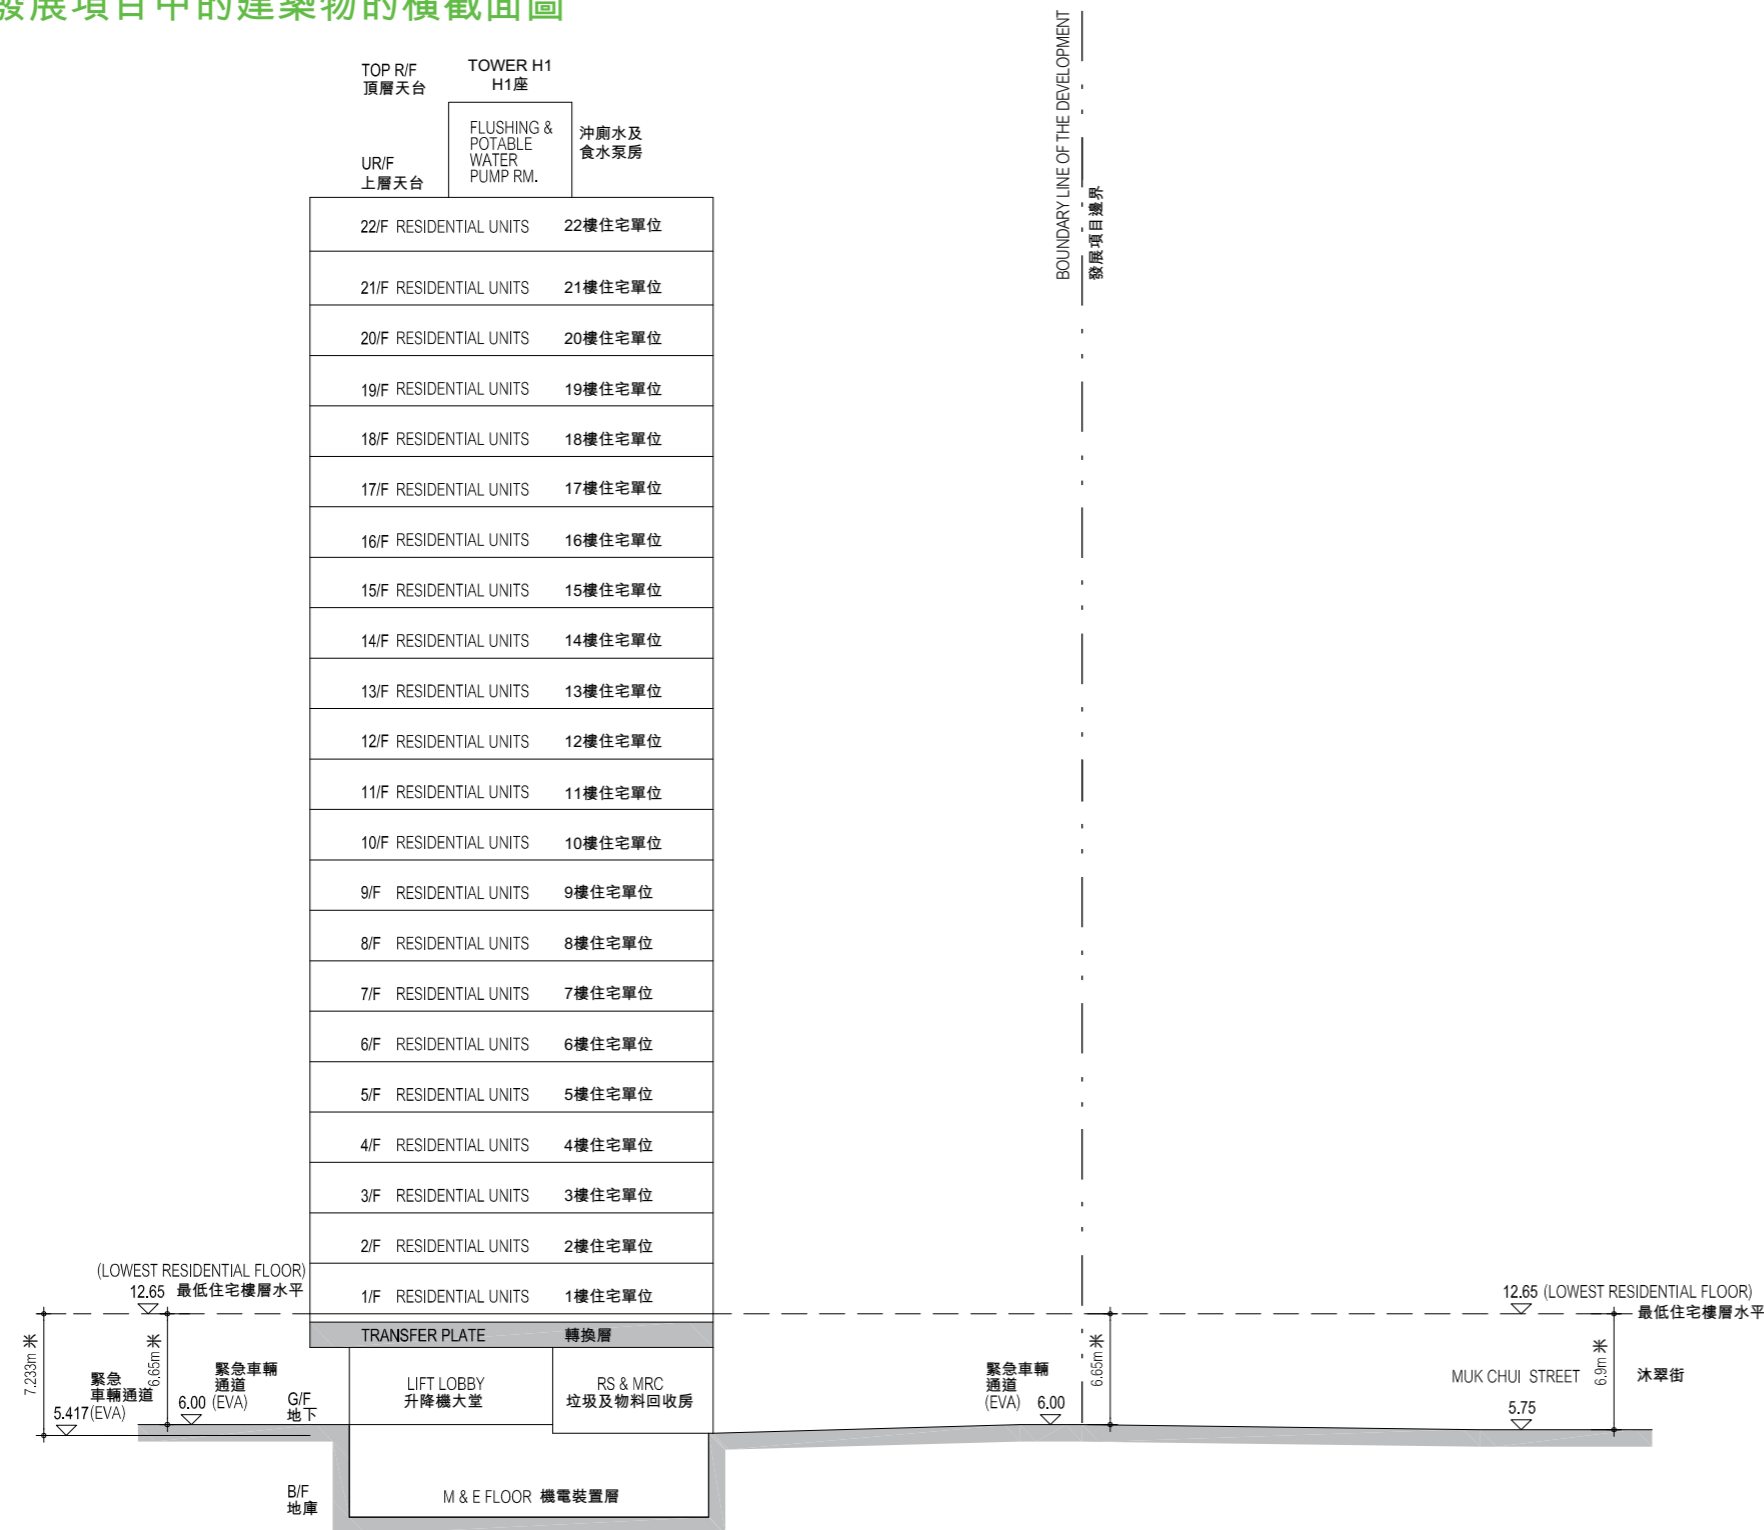 發展項目中的建築物的橫截面圖
TOP R/F
頂層天台
TOWER H1
H1座
FLUSHING &
POTABLE
WATER
PUMP RM.
沖廁水及
食水泵房
UR/F
上層天台
BOUNDARY LINE OF THE DEVELOPMENT
發展項目邊界
22/F RESIDENTIAL UNITS 22樓住宅單位
21/F RESIDENTIAL UNITS 21樓住宅單位
20/F RESIDENTIAL UNITS 20樓住宅單位
19/F RESIDENTIAL UNITS 19樓住宅單位
18/F RESIDENTIAL UNITS 18樓住宅單位
17/F RESIDENTIAL UNITS 17樓住宅單位
16/F RESIDENTIAL UNITS 16樓住宅單位
15/F RESIDENTIAL UNITS 15樓住宅單位
14/F RESIDENTIAL UNITS 14樓住宅單位
13/F RESIDENTIAL UNITS 13樓住宅單位
12/F RESIDENTIAL UNITS 12樓住宅單位
11/F RESIDENTIAL UNITS 11樓住宅單位
10/F RESIDENTIAL UNITS 10樓住宅單位
9/F RESIDENTIAL UNITS 9樓住宅單位
8/F RESIDENTIAL UNITS 8樓住宅單位
7/F RESIDENTIAL UNITS 7樓住宅單位
6/F RESIDENTIAL UNITS 6樓住宅單位
5/F RESIDENTIAL UNITS 5樓住宅單位
4/F RESIDENTIAL UNITS 4樓住宅單位
3/F RESIDENTIAL UNITS 3樓住宅單位
2/F RESIDENTIAL UNITS 2樓住宅單位
(LOWEST RESIDENTIAL FLOOR)
12.65 最低住宅樓層水平
1/F RESIDENTIAL UNITS 1樓住宅單位
12.65 (LOWEST RESIDENTIAL FLOOR)
最低住宅樓層水平
TRANSFER PLATE 轉換層
7.233m 米
緊急
車輛通道
5.417(EVA)
6.65m 米
緊急車輛
通道
6.00 (EVA)
G/F
地下
LIFT LOBBY
升降機大堂
RS & MRC
垃圾及物料回收房
緊急車輛
通道
(EVA) 6.00
6.65m 米
MUK CHUI STREET 沐翠街
5.75
6.9m 米
B/F
地庫
M & E FLOOR 機電裝置層